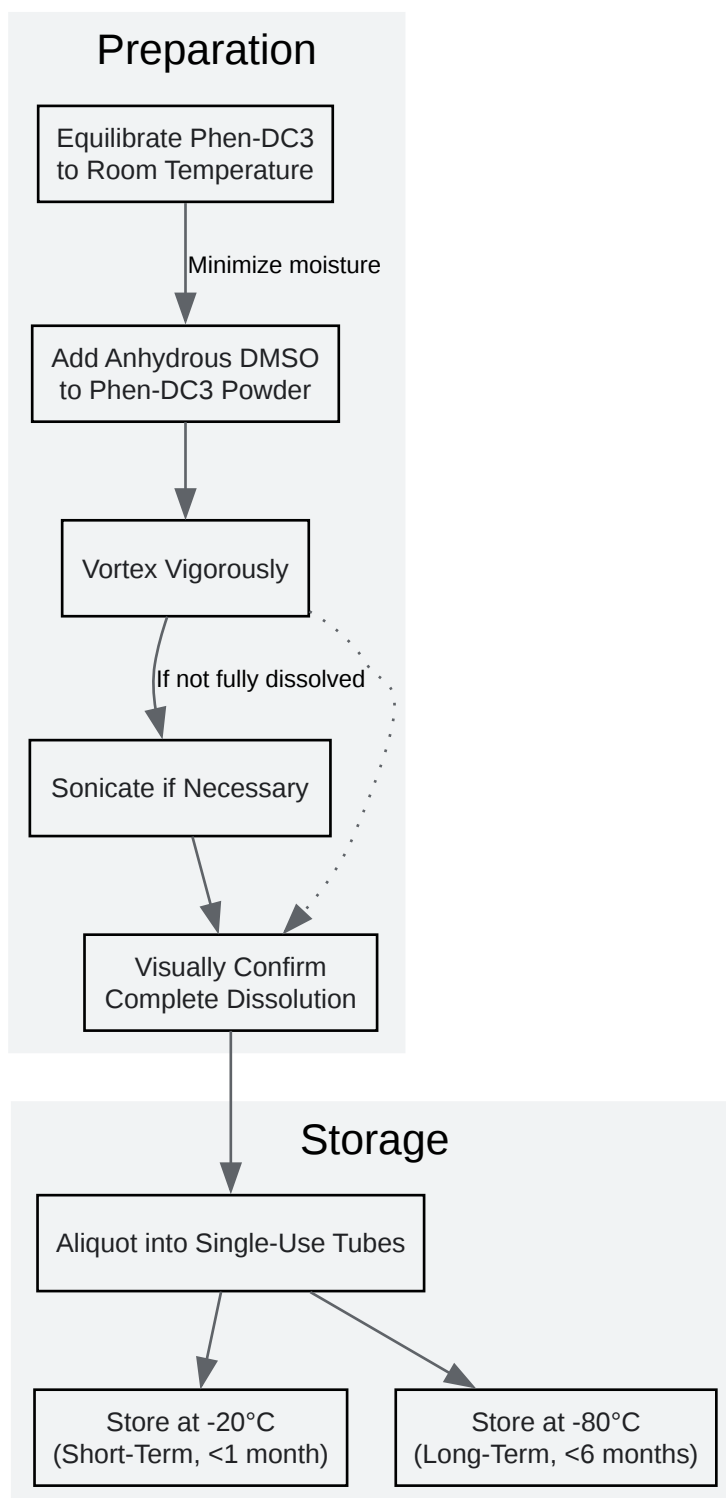 Preparation
Equilibrate Phen-DC3
to Room Temperature
Minimize moisture
Add Anhydrous DMSO
to Phen-DC3 Powder
Vortex Vigorously
If not fully dissolved
Sonicate if Necessary
Visually Confirm
Complete Dissolution
Storage
Aliquot into Single-Use Tubes
Store at -20°C
(Short-Term, <1 month)
Store at -80°C
(Long-Term, <6 months)